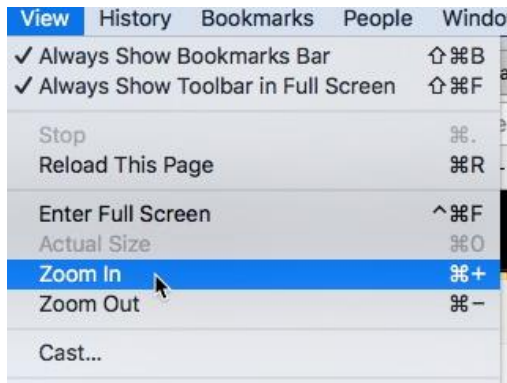 View History Bookmarks People Windo
✓ Always Show Bookmarks Bar ⇧⌘B
✓ Always Show Toolbar in Full Screen ⇧⌘F
Stop ⌘.
Reload This Page ⌘R
Enter Full Screen ^⌘F
Actual Size ⌘0
Zoom In ⌘+
Zoom Out ⌘−
Cast...